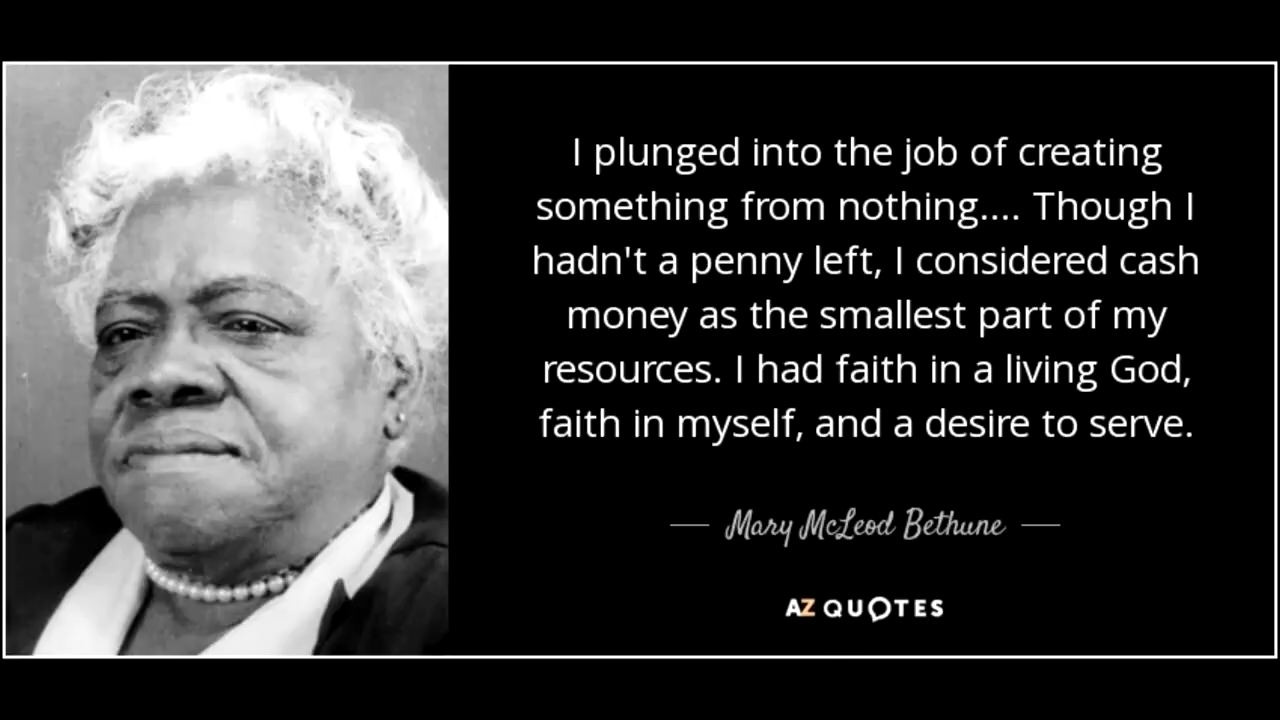 I plunged into the job of creating
something from nothing.... Though I
hadn't a penny left, I considered cash
money as the smallest part of my
resources. I had faith in a living God,
faith in myself, and a desire to serve.
Mary McLeod Bethune
AZ QUOTES